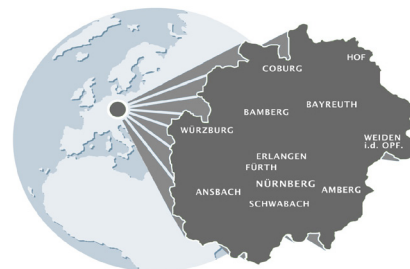 HOF
COBURG
BAYREUTH
BAMBERG
WÜRZBURG
WEIDEN
i.d. OPF.
ERLANGEN
FÜRTH
NÜRNBERG
ANSBACH
AMBERG
SCHWABACH